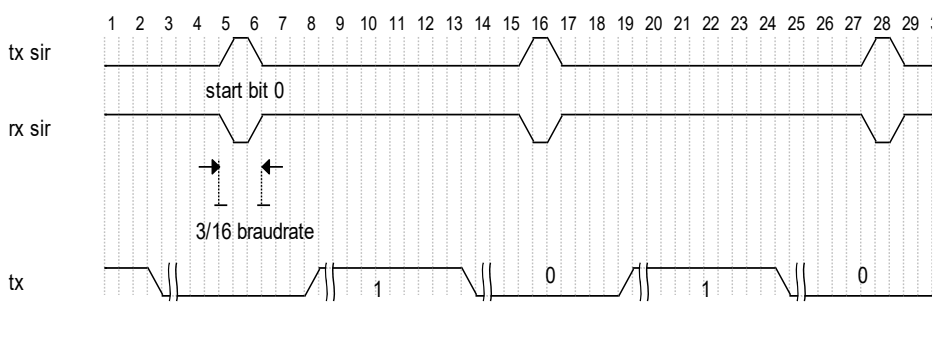 1 2 3 4 5 6 7 8 9 10 11 12 13 14 15 16 17 18 19 20 21 22 23 24 25 26 27 28 29
tx sir
start bit 0
rx sir
3/16 braudrate
tx 1 0 1 0